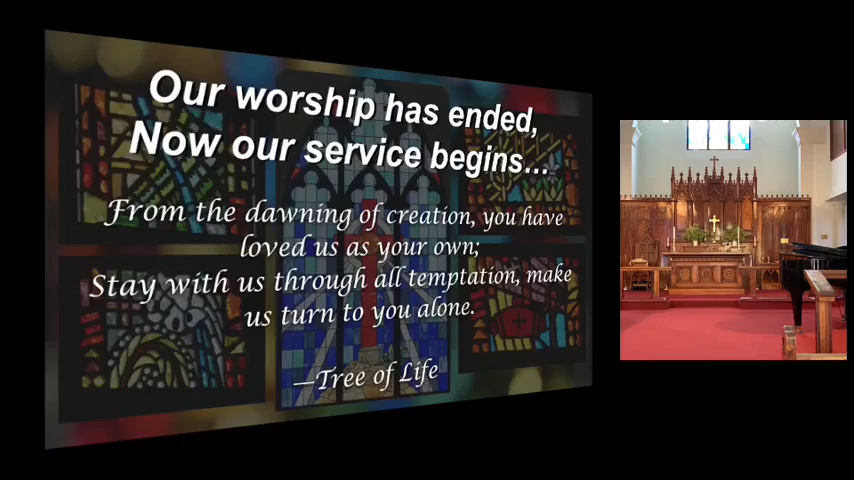 Our worship has ended,
Now our service begins...
From the dawning of creation, you have
loved us as your own;
Stay with us through all temptation, make
us turn to you alone.
—Tree of Life